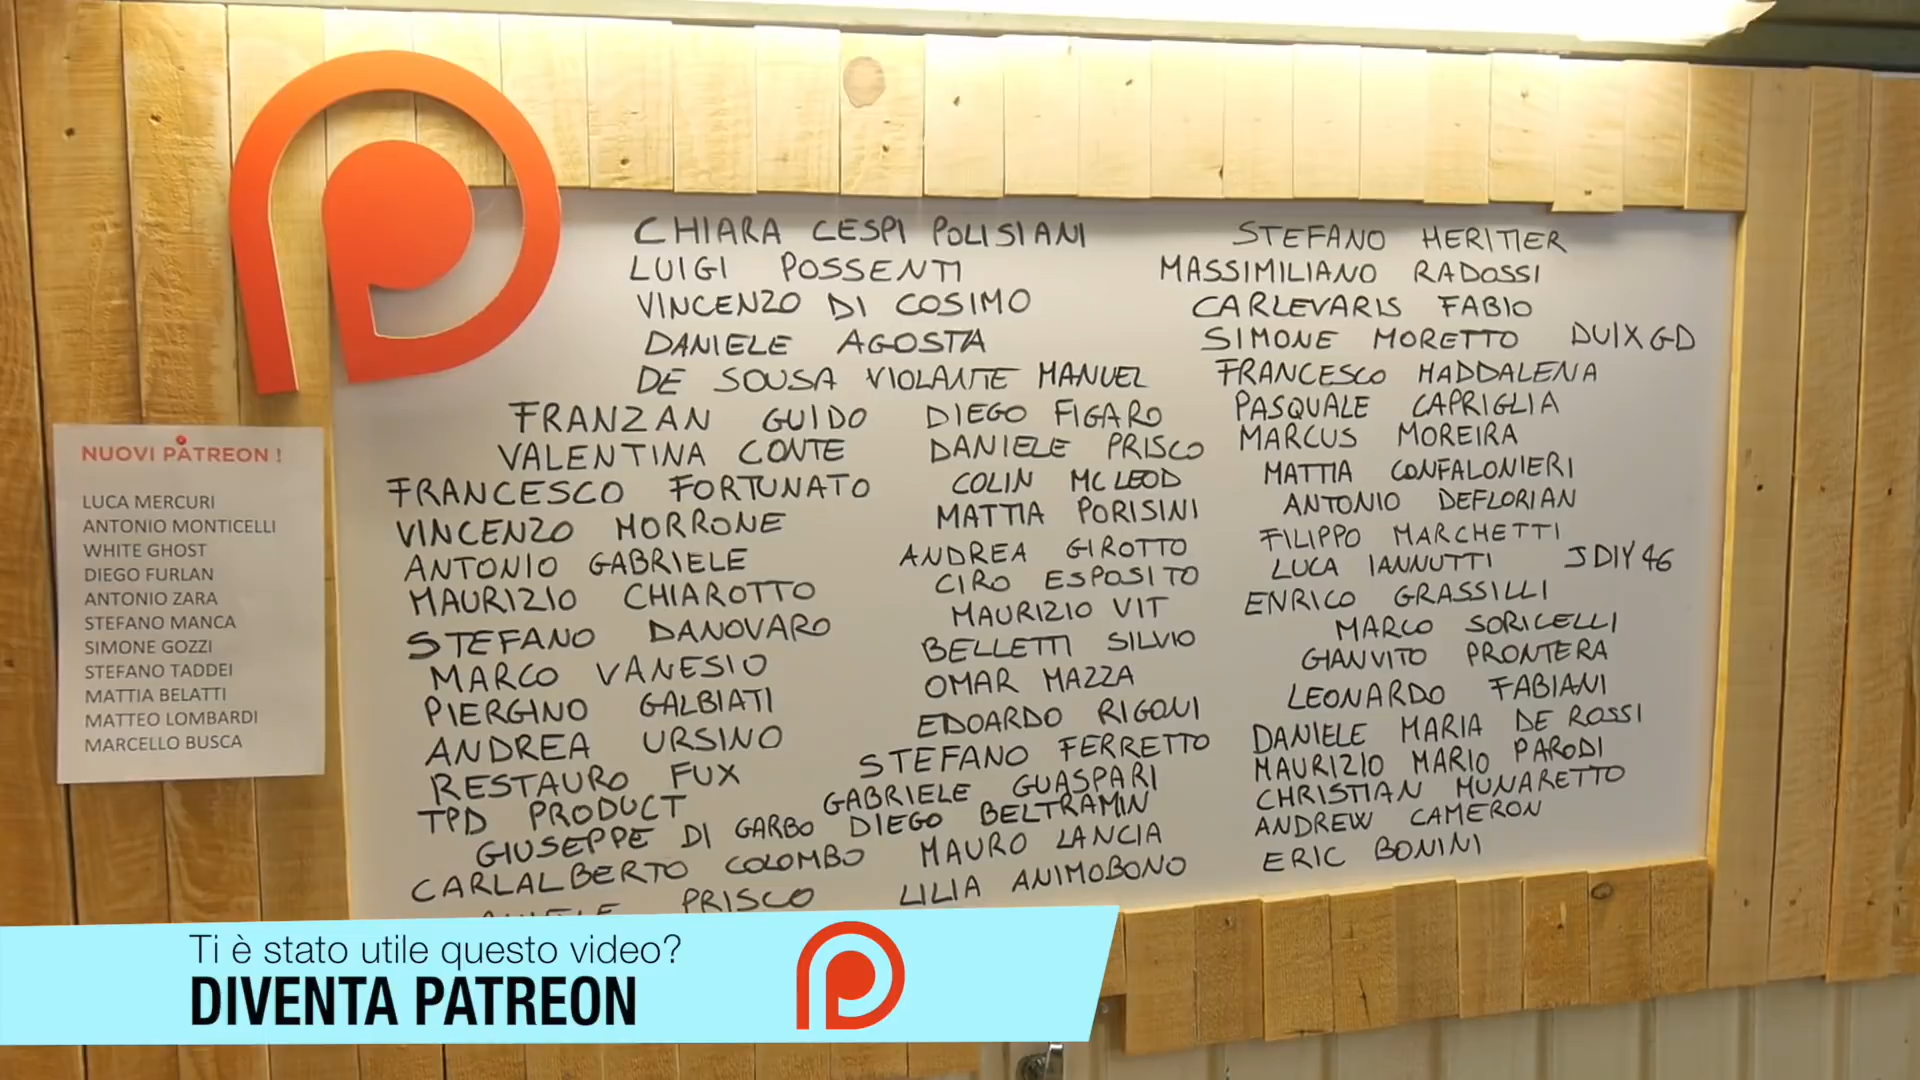 NUOVI PATREON !
LUCA MERCURI
ANTONIO MONTICELLI
WHITE GHOST
DIEGO FURLAN
ANTONIO ZARA
STEFANO MANCA
SIMONE GOZZI
STEFANO TADDEI
MATTIA BELATTI
MATTEO LOMBARDI
MARCELLO BUSCA
CHIARA CESPI POLISIANI
LUIGI POSSENTI
VINCENZO DI COSIMO
DANIELE AGOSTA
DE SOUSA VIOLANTE MANUEL
FRANZAN GUIDO
VALENTINA CONTE
FRANCESCO FORTUNATO
VINCENZO MORRONE
ANTONIO GABRIELE
MAURIZIO CHIAROTTO
STEFANO DANOVARO
MARCO VANESIO
PIERGINO GALBIATI
ANDREA URSINO
RESTAURO FUX
TPD PRODUCT
GIUSEPPE DI GARBO
CARLALBERTO COLOMBO
PRISCO
DIEGO FIGARO
DANIELE PRISCO
COLIN MCLEOD
MATTIA PORISINI
ANDREA GIROTTO
CIRO ESPOSITO
MAURIZIO VIT
BELLETTI SILVIO
OMAR MAZZA
EDOARDO RIGONI
STEFANO FERRETTO
GABRIELE GUASPARI
DIEGO BELTRAMIN
MAURO LANCIA
LILIA ANIMOBONO
STEFANO HERITIER
MASSIMILIANO RADOSSI
CARLEVARIS FABIO
SIMONE MORETTO DUIXGD
FRANCESCO MADDALENA
PASQUALE CAPRIGLIA
MARCUS MOREIRA
MATTIA CONFALONIERI
ANTONIO DEFLORIAN
FILIPPO MARCHETTI
LUCA IANNUTTI JDIY46
ENRICO GRASSILLI
MARCO SORICELLI
GIANVITO PRONTERA
LEONARDO FABIANI
DANIELE MARIA DE ROSSI
MAURIZIO MARIO PARODI
CHRISTIAN MUNARETTO
ANDREW CAMERON
ERIC BONINI
Ti è stato utile questo video?
DIVENTA PATREON